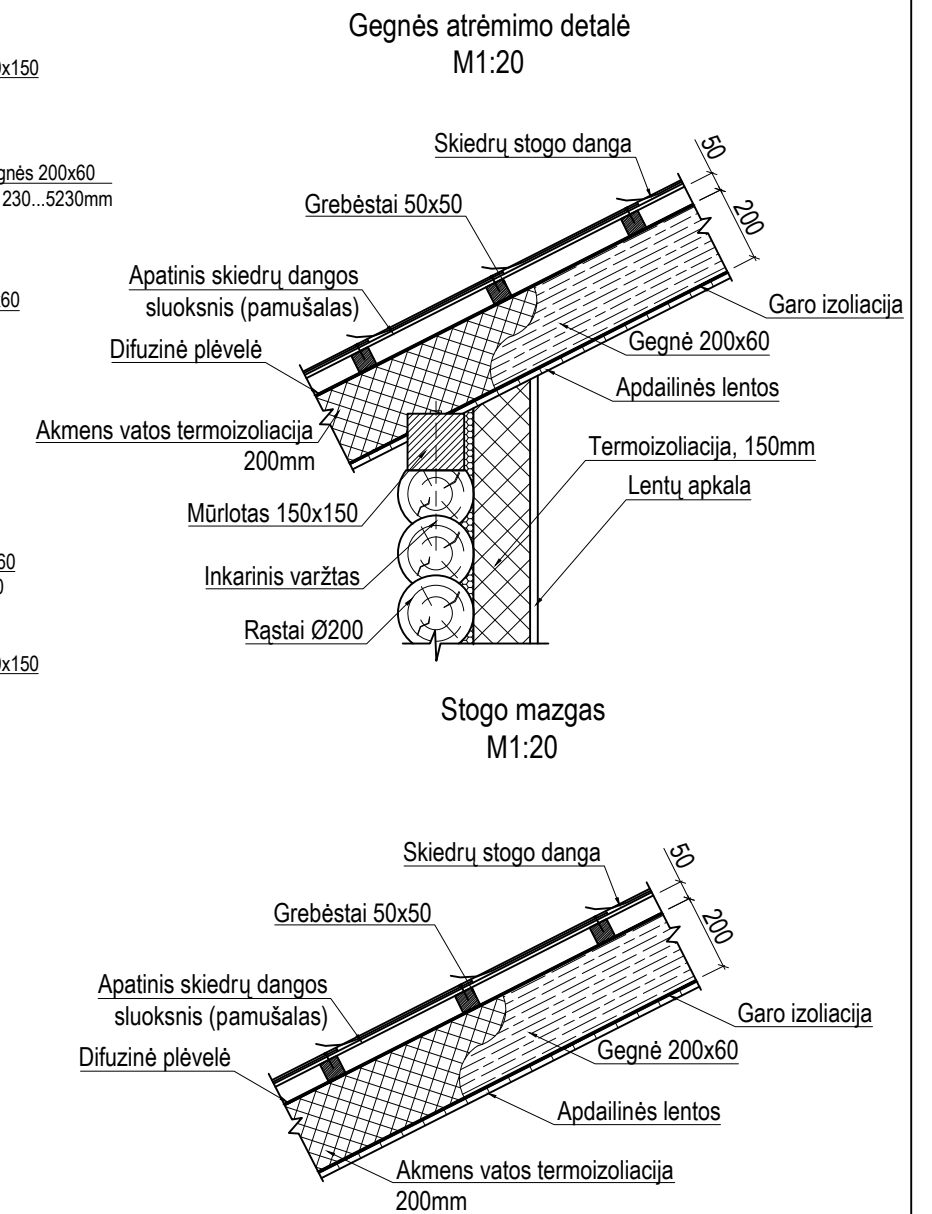 Gegnės atrėmimo detalė
M1:20
x150
200x60
230...5230mm
x60
60
0
x150
Skiedrų stogo danga
50
200
Grebėstai 50x50
Apatinis skiedrų dangos
sluoksnis (pamušalas)
Difuzinė plėvelė
Garo izoliacija
Gegnė 200x60
Apdailinės lentos
Akmens vatos termoizoliacija
200mm
Termoizoliacija, 150mm
Lentų apkala
Mūrlotas 150x150
Inkarinis varžtas
Rąstai Ø200
Stogo mazgas
M1:20
Skiedrų stogo danga
50
200
Grebėstai 50x50
Apatinis skiedrų dangos
sluoksnis (pamušalas)
Difuzinė plėvelė
Garo izoliacija
Gegnė 200x60
Apdailinės lentos
Akmens vatos termoizoliacija
200mm